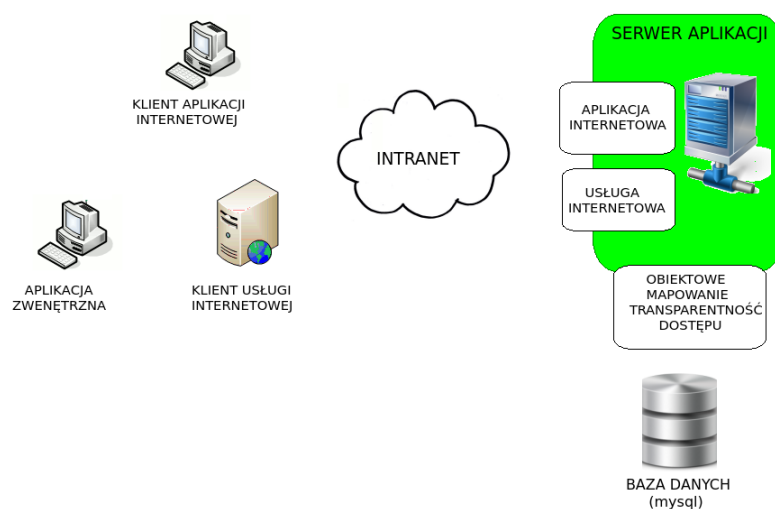 SERWER APLIKACJI
KLIENT APLIKACJI
INTERNETOWEJ
APLIKACJA
INTERNETOWA
INTRANET
USŁUGA
INTERNETOWA
APLIKACJA
ZWENĘTRZNA
KLIENT USŁUGI
INTERNETOWEJ
OBIEKTOWE
MAPOWANIE
TRANSPARENTNOŚĆ
DOSTĘPU
BAZA DANYCH
(mysql)